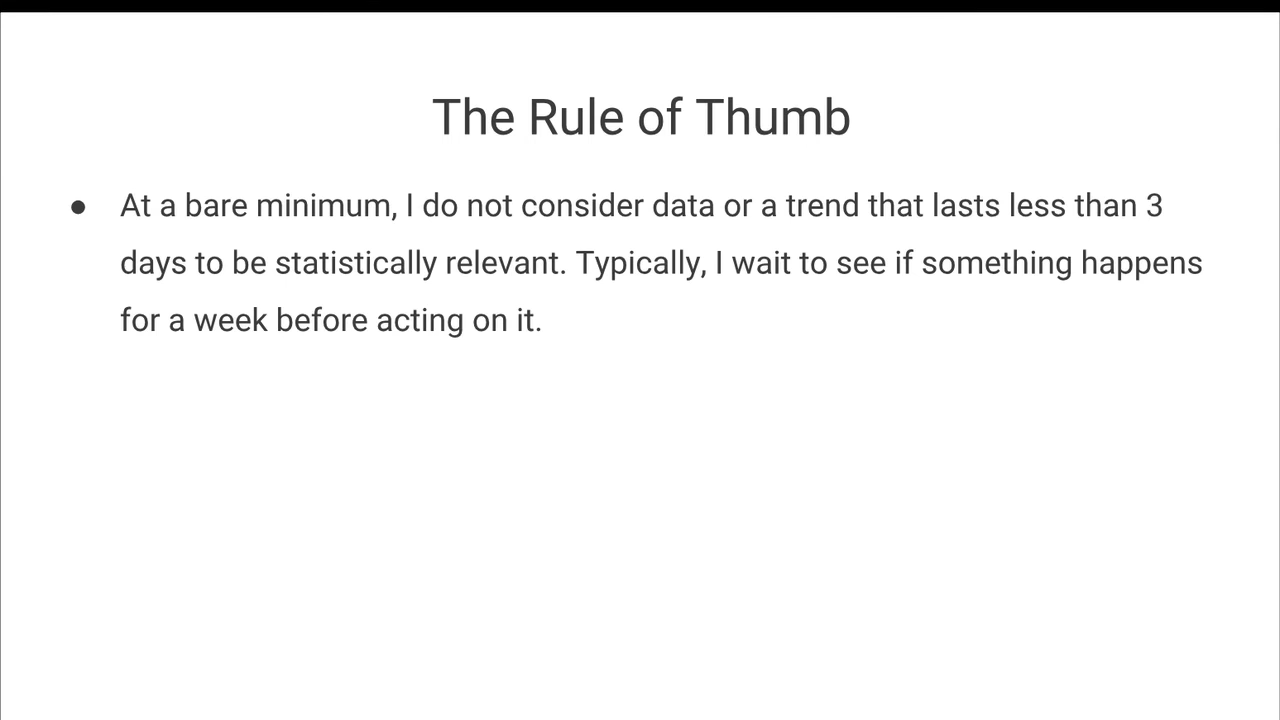 The Rule of Thumb
● At a bare minimum, I do not consider data or a trend that lasts less than 3
days to be statistically relevant. Typically, I wait to see if something happens
for a week before acting on it.